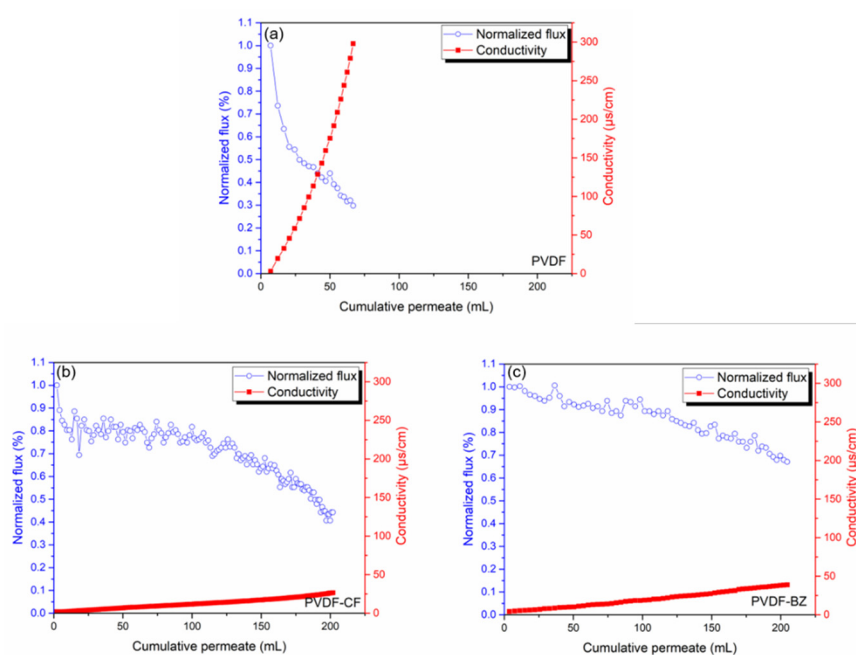 (a)
Normalized flux
Conductivity
1.1
1.0
0.9
0.8
0.7
0.6
0.5
0.4
0.3
0.2
0.1
0.0
Normalized flux (%)
300
250
200
150
100
50
0
Conductivity (µs/cm)
PVDF
0 50 100 150 200
Cumulative permeate (mL)
(b)
Normalized flux
Conductivity
1.1
1.0
0.9
0.8
0.7
0.6
0.5
0.4
0.3
0.2
0.1
0.0
Normalized flux (%)
300
250
200
150
100
50
0
Conductivity (µs/cm)
PVDF-CF
0 50 100 150 200
Cumulative permeate (mL)
(c)
Normalized flux
Conductivity
1.1
1.0
0.9
0.8
0.7
0.6
0.5
0.4
0.3
0.2
0.1
0.0
Normalized flux (%)
300
250
200
150
100
50
0
Conductivity (µs/cm)
PVDF-BZ
0 50 100 150 200
Cumulative permeate (mL)